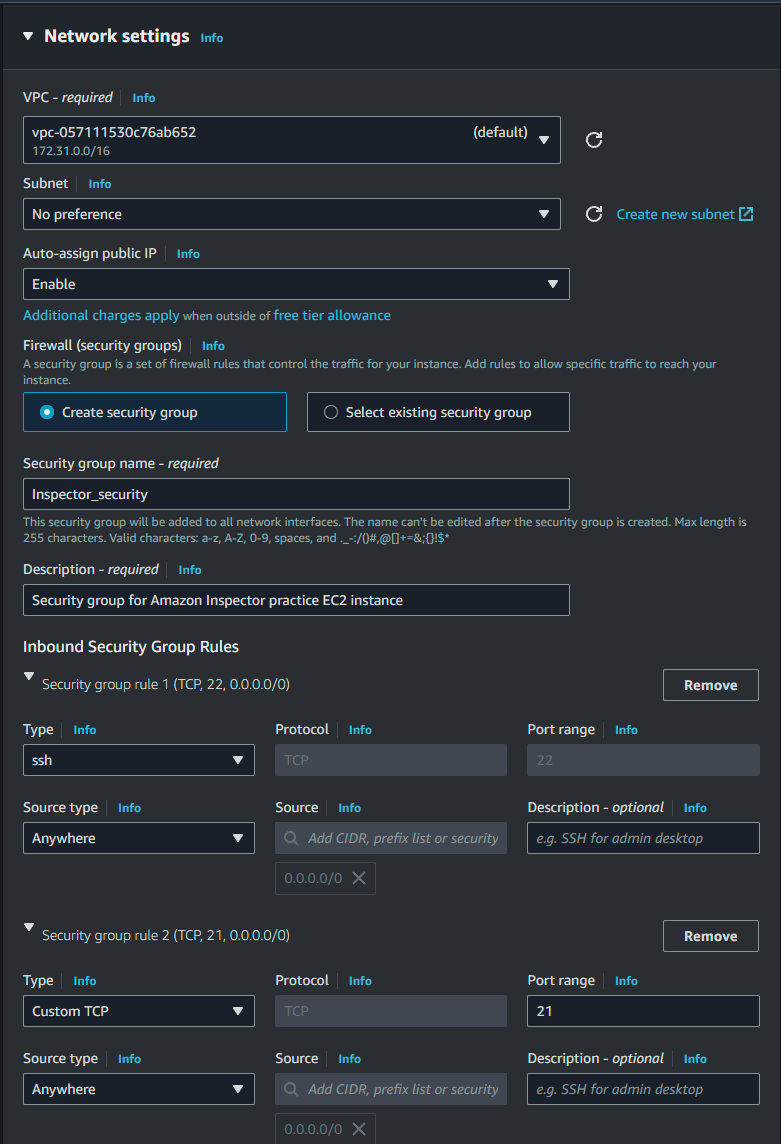 Network settings Info
VPC - required Info
vpc-057111530c76ab652 (default)
172.31.0.0/16
Subnet Info
No preference Create new subnet
Auto-assign public IP Info
Enable
Additional charges apply when outside of free tier allowance
Firewall (security groups) Info
A security group is a set of firewall rules that control the traffic for your instance. Add rules to allow specific traffic to reach your
instance.
Create security group Select existing security group
Security group name - required
Inspector_security
This security group will be added to all network interfaces. The name can't be edited after the security group is created. Max length is
255 characters. Valid characters: a-z, A-Z, 0-9, spaces, and ._-:/()#,@[]+=&;{}!$*
Description - required Info
Security group for Amazon Inspector practice EC2 instance
Inbound Security Group Rules
Security group rule 1 (TCP, 22, 0.0.0.0/0) Remove
Type Info Protocol Info Port range Info
ssh TCP 22
Source type Info Source Info Description - optional Info
Anywhere Add CIDR, prefix list or security e.g. SSH for admin desktop
0.0.0.0/0
Security group rule 2 (TCP, 21, 0.0.0.0/0) Remove
Type Info Protocol Info Port range Info
Custom TCP TCP 21
Source type Info Source Info Description - optional Info
Anywhere Add CIDR, prefix list or security e.g. SSH for admin desktop
0.0.0.0/0